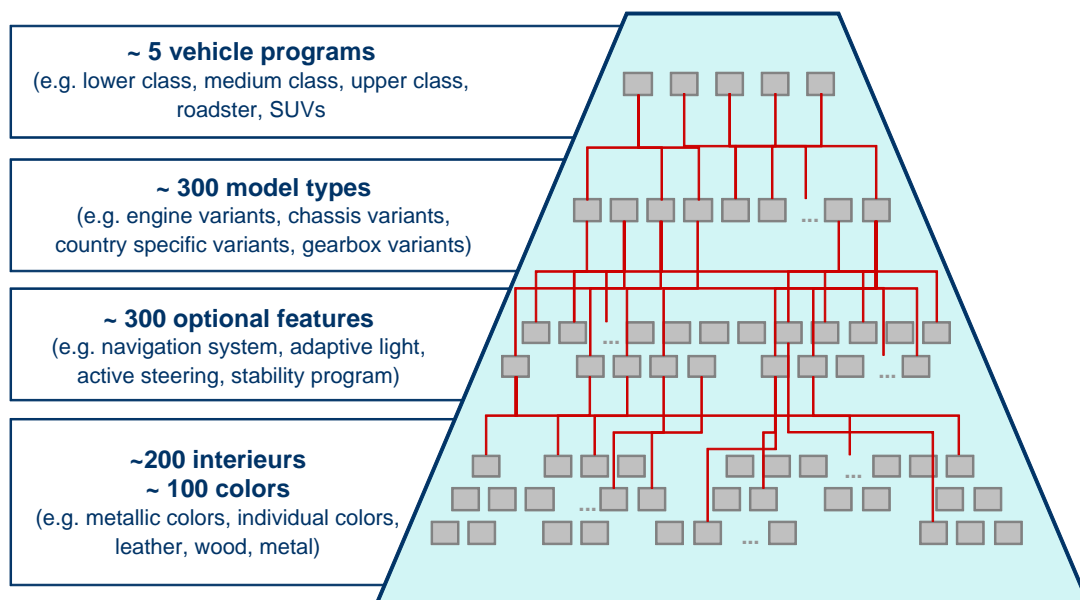 ~ 5 vehicle programs
(e.g. lower class, medium class, upper class,
roadster, SUVs
~ 300 model types
(e.g. engine variants, chassis variants,
country specific variants, gearbox variants)
...
~ 300 optional features
(e.g. navigation system, adaptive light,
active steering, stability program)
...
...
~200 interieurs
~ 100 colors
(e.g. metallic colors, individual colors,
leather, wood, metal)
...
...
...